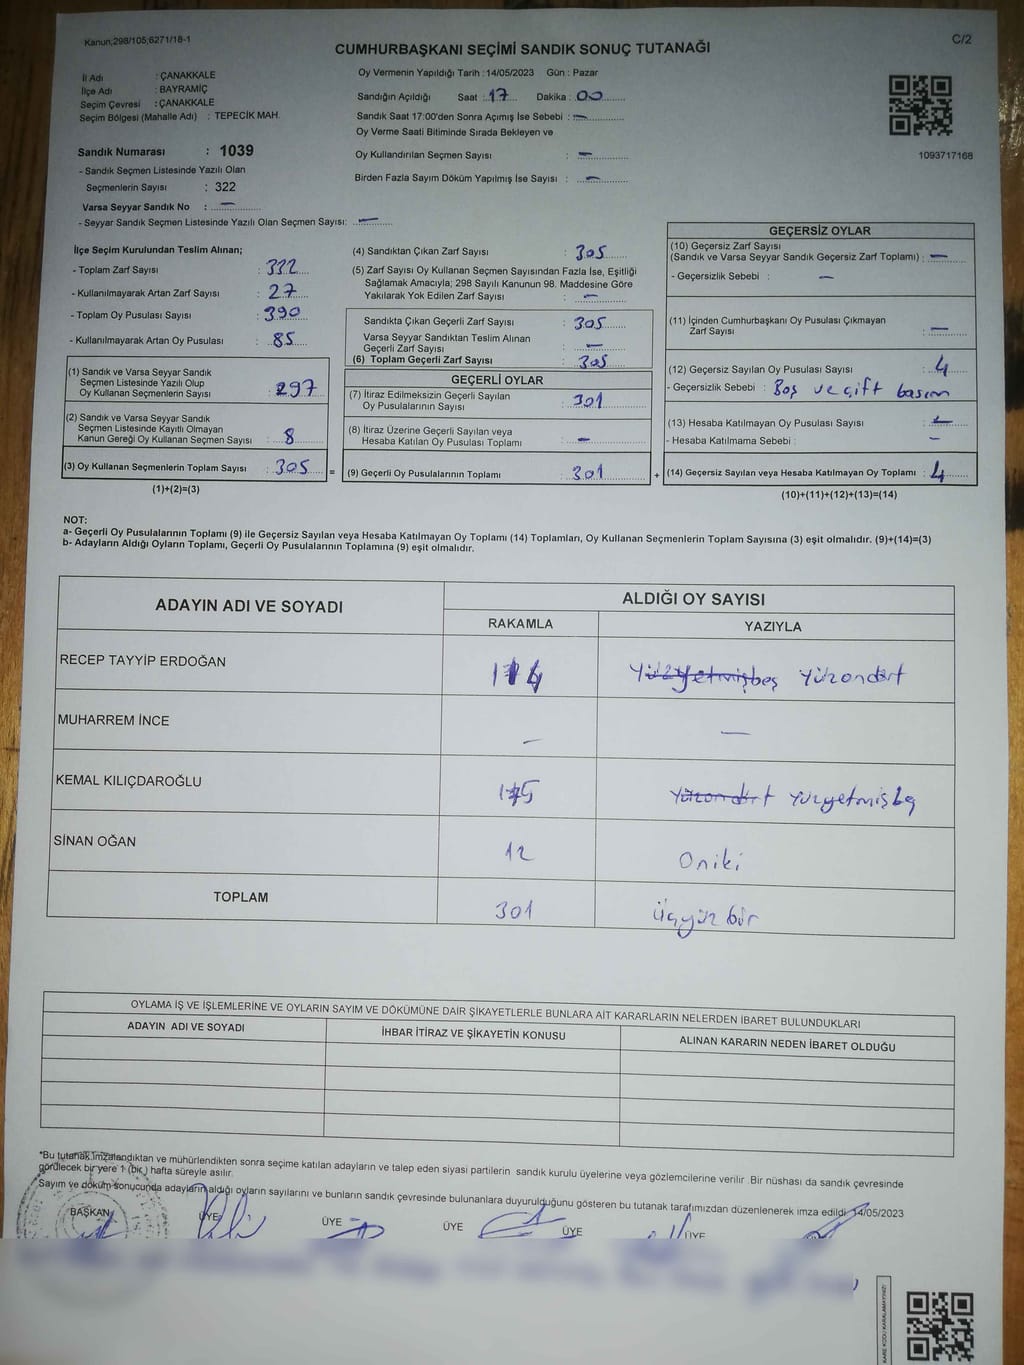 Kanun;298/105;6271/18-1
C/2
CUMHURBAŞKANI SEÇİMİ SANDIK SONUÇ TUTANAĞI
İl Adı : ÇANAKKALE
İlçe Adı : BAYRAMİÇ
Seçim Çevresi : ÇANAKKALE
Seçim Bölgesi (Mahalle Adı) : TEPECİK MAH.
Sandık Numarası : 1039
- Sandık Seçmen Listesinde Yazılı Olan
Seçmenlerin Sayısı : 322
Varsa Seyyar Sandık No : —
- Seyyar Sandık Seçmen Listesinde Yazılı Olan Seçmen Sayısı: —
Oy Vermenin Yapıldığı Tarih : 14/05/2023 Gün : Pazar
Sandığın Açıldığı Saat : 17 Dakika : 00
Sandık Saat 17:00'den Sonra Açımış İse Sebebi : —
Oy Verme Saati Bitiminde Sırada Bekleyen ve
Oy Kullandırılan Seçmen Sayısı : —
Birden Fazla Sayım Döküm Yapılmış İse Sayısı : —
1093717168
İlçe Seçim Kurulundan Teslim Alınan;
- Toplam Zarf Sayısı : 332
- Kullanılmayarak Artan Zarf Sayısı : 27
- Toplam Oy Pusulası Sayısı : 390
- Kullanılmayarak Artan Oy Pusulası : 85
(1) Sandık ve Varsa Seyyar Sandık
Seçmen Listesinde Yazılı Olup
Oy Kullanan Seçmenlerin Sayısı : 297
(2) Sandık ve Varsa Seyyar Sandık
Seçmen Listesinde Kayıtlı Olmayan
Kanun Gereği Oy Kullanan Seçmen Sayısı : 8
(3) Oy Kullanan Seçmenlerin Toplam Sayısı : 305 =
(1)+(2)=(3)
(4) Sandıktan Çıkan Zarf Sayısı : 305
(5) Zarf Sayısı Oy Kullanan Seçmen Sayısından Fazla İse, Eşitliği
Sağlamak Amacıyla; 298 Sayılı Kanunun 98. Maddesine Göre
Yakılarak Yok Edilen Zarf Sayısı : —
Sandıkta Çıkan Geçerli Zarf Sayısı : 305
Varsa Seyyar Sandıktan Teslim Alınan
Geçerli Zarf Sayısı : —
(6) Toplam Geçerli Zarf Sayısı : 305
GEÇERLİ OYLAR
(7) İtiraz Edilmeksizin Geçerli Sayılan
Oy Pusulalarının Sayısı : 301
(8) İtiraz Üzerine Geçerli Sayılan veya
Hesaba Katılan Oy Pusulası Toplamı : —
(9) Geçerli Oy Pusulalarının Toplamı : 301 +
GEÇERSİZ OYLAR
(10) Geçersiz Zarf Sayısı
(Sandık ve Varsa Seyyar Sandık Geçersiz Zarf Toplamı) : —
- Geçersizlik Sebebi : —
(11) İçinden Cumhurbaşkanı Oy Pusulası Çıkmayan
Zarf Sayısı : —
(12) Geçersiz Sayılan Oy Pusulası Sayısı : 4
- Geçersizlik Sebebi : Boş ve çift basım
(13) Hesaba Katılmayan Oy Pusulası Sayısı : —
- Hesaba Katılmama Sebebi : —
(14) Geçersiz Sayılan veya Hesaba Katılmayan Oy Toplamı : 4
(10)+(11)+(12)+(13)=(14)
NOT:
a- Geçerli Oy Pusulalarının Toplamı (9) ile Geçersiz Sayılan veya Hesaba Katılmayan Oy Toplamı (14) Toplamları, Oy Kullanan Seçmenlerin Toplam Sayısına (3) eşit olmalıdır. (9)+(14)=(3)
b- Adayların Aldığı Oyların Toplamı, Geçerli Oy Pusulalarının Toplamına (9) eşit olmalıdır.
ADAYIN ADI VE SOYADI
ALDIĞI OY SAYISI
RAKAMLA YAZIYLA
RECEP TAYYİP ERDOĞAN 114 Yüzyetmişbeş Yüzondört
MUHARREM İNCE — —
KEMAL KILIÇDAROĞLU 175 Yüzondört Yüzyetmişbeş
SİNAN OĞAN 12 Oniki
TOPLAM 301 Üçyüz bir
OYLAMA İŞ VE İŞLEMLERİNE VE OYLARIN SAYIM VE DÖKÜMÜNE DAİR ŞİKAYETLERLE BUNLARA AİT KARARLARIN NELERDEN İBARET BULUNDUKLARI
ADAYIN ADI VE SOYADI İHBAR İTİRAZ VE ŞİKAYETİN KONUSU ALINAN KARARIN NEDEN İBARET OLDUĞU
*Bu tutanak imzalandıktan ve mühürlendikten sonra seçime katılan adayların ve talep eden siyasi partilerin sandık kurulu üyelerine veya gözlemcilerine verilir. Bir nüshası da sandık çevresinde
görülecek bir yere 1 (bir ) hafta süreyle asılır.
Sayım ve döküm sonucunda adayların aldığı oyların sayılarını ve bunların sandık çevresinde bulunanlara duyurulduğunu gösteren bu tutanak tarafımızdan düzenlenerek imza edildi. 14/05/2023
BAŞKAN ÜYE ÜYE ÜYE ÜYE ÜYE